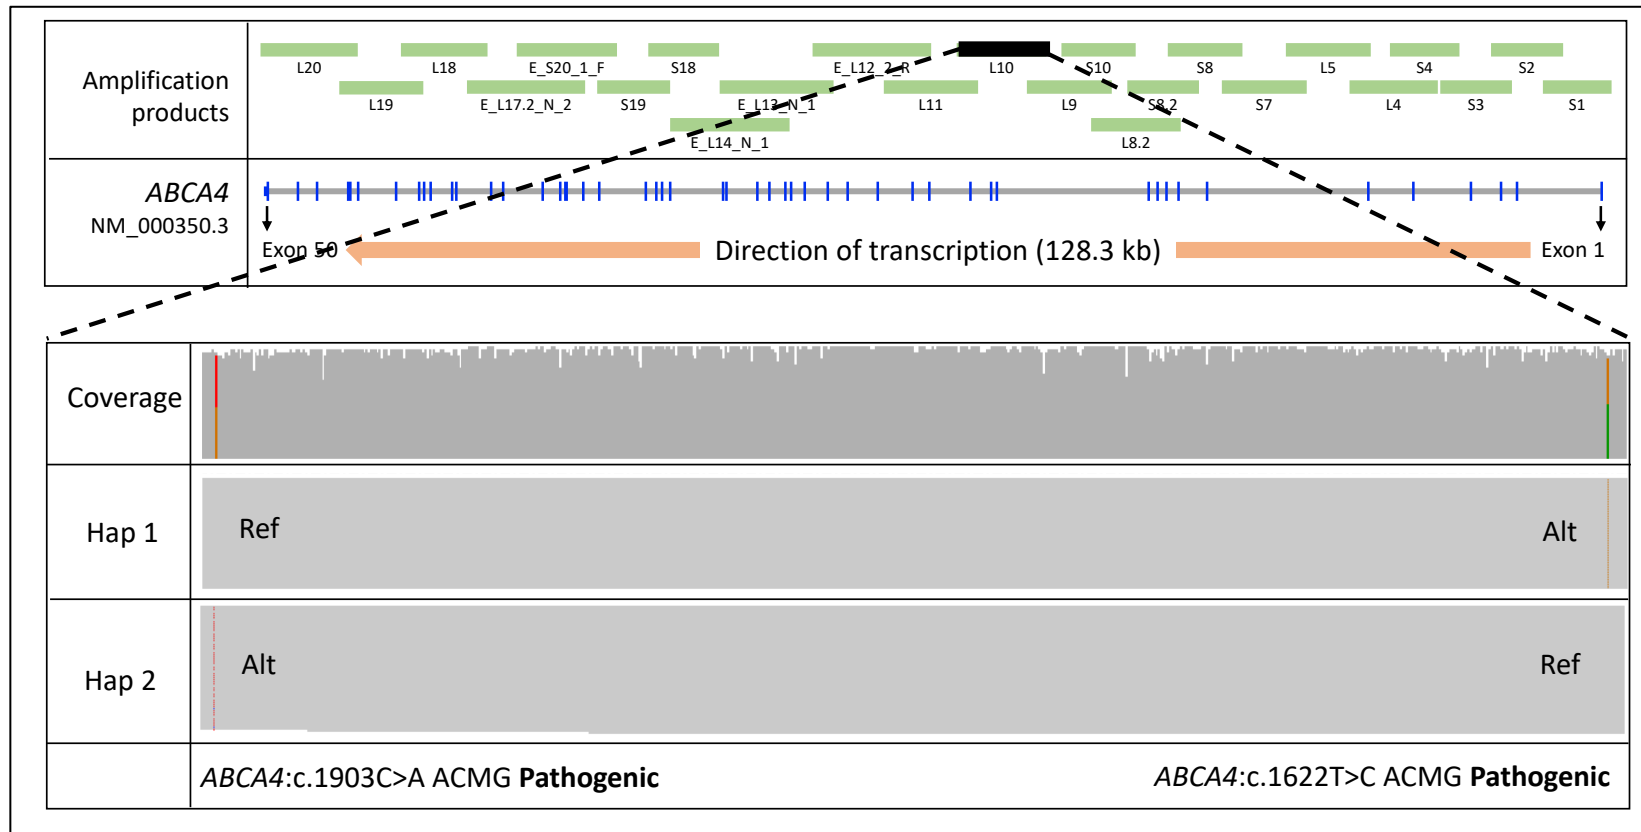 Amplification
products
L20
L18
E_S20_1_F
S18
E_L12_2_R
L10
S10
S8
L5
S4
S2
L19
E_L17.2_N_2
S19
E_L13_N_1
L11
L9
S8.2
S7
L4
S3
S1
E_L14_N_1
L8.2
ABCA4
NM_000350.3
Exon 50
Direction of transcription (128.3 kb)
Exon 1
Coverage
Hap 1
Ref
Alt
Hap 2
Alt
Ref
ABCA4:c.1903C>A ACMG Pathogenic
ABCA4:c.1622T>C ACMG Pathogenic